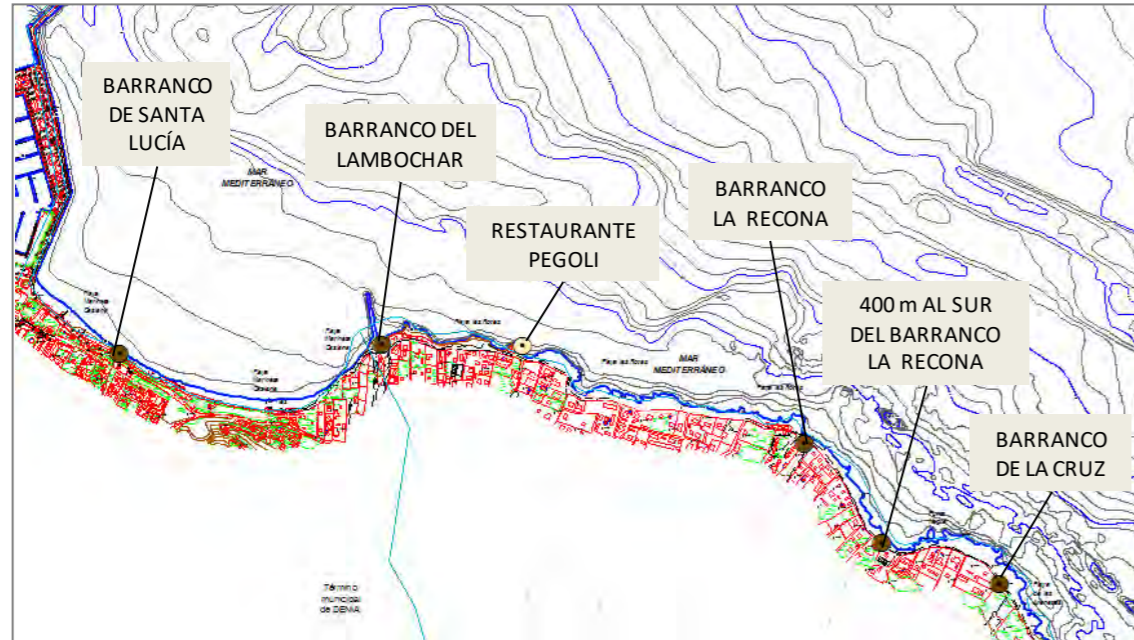 BARRANCO
DE SANTA
LUCÍA
BARRANCO DEL
LAMBOCHAR
RESTAURANTE
PEGOLI
BARRANCO
LA RECONA
400 m AL SUR
DEL BARRANCO
LA RECONA
BARRANCO
DE LA CRUZ
MAR
MEDITERRÁNEO
MAR
MEDITERRÁNEO
Término
municipal
de DENIA